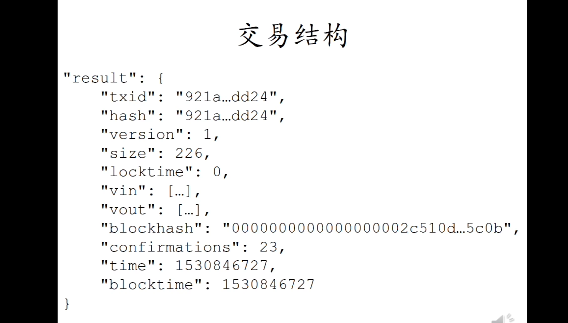 交易结构
"result": {
"txid": "921a…dd24",
"hash": "921a…dd24",
"version": 1,
"size": 226,
"locktime": 0,
"vin": […],
"vout": […],
"blockhash": "0000000000000000002c510d…5c0b",
"confirmations": 23,
"time": 1530846727,
"blocktime": 1530846727
}